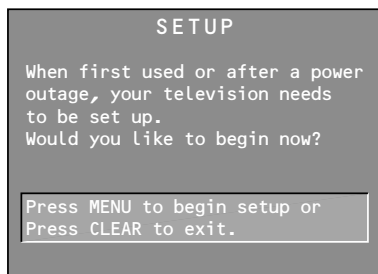 SETUP
When first used or after a power
outage, your television needs
to be set up.
Would you like to begin now?
Press MENU to begin setup or
Press CLEAR to exit.